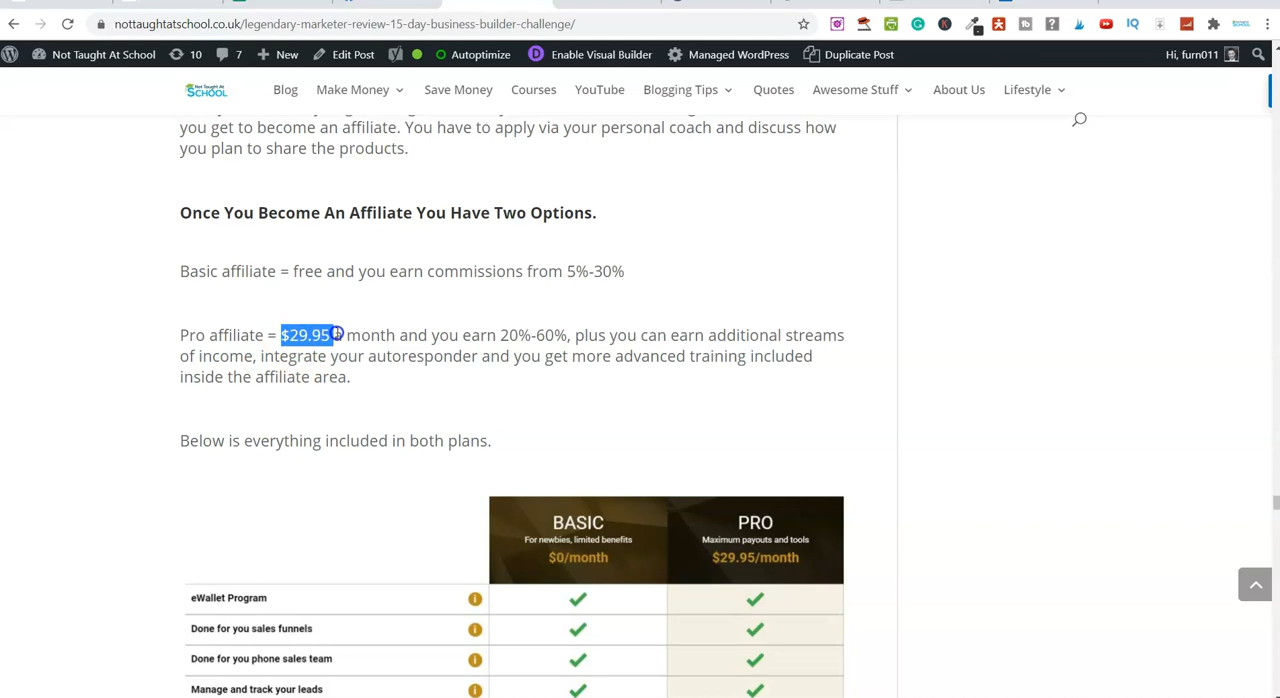 nottaughtatschool.co.uk/legendary-marketer-review-15-day-business-builder-challenge/
Not Taught At School 10 7 New Edit Post Autoptimize Enable Visual Builder Managed WordPress Duplicate Post Hi, furn011
Not Taught At
SCHOOL
Blog Make Money Save Money Courses YouTube Blogging Tips Quotes Awesome Stuff About Us Lifestyle
you get to become an affiliate. You have to apply via your personal coach and discuss how
you plan to share the products.
Once You Become An Affiliate You Have Two Options.
Basic affiliate = free and you earn commissions from 5%-30%
Pro affiliate = $29.95 a month and you earn 20%-60%, plus you can earn additional streams
of income, integrate your autoresponder and you get more advanced training included
inside the affiliate area.
Below is everything included in both plans.
BASIC PRO
For newbies, limited benefits Maximum payouts and tools
$0/month $29.95/month
eWallet Program
Done for you sales funnels
Done for you phone sales team
Manage and track your leads